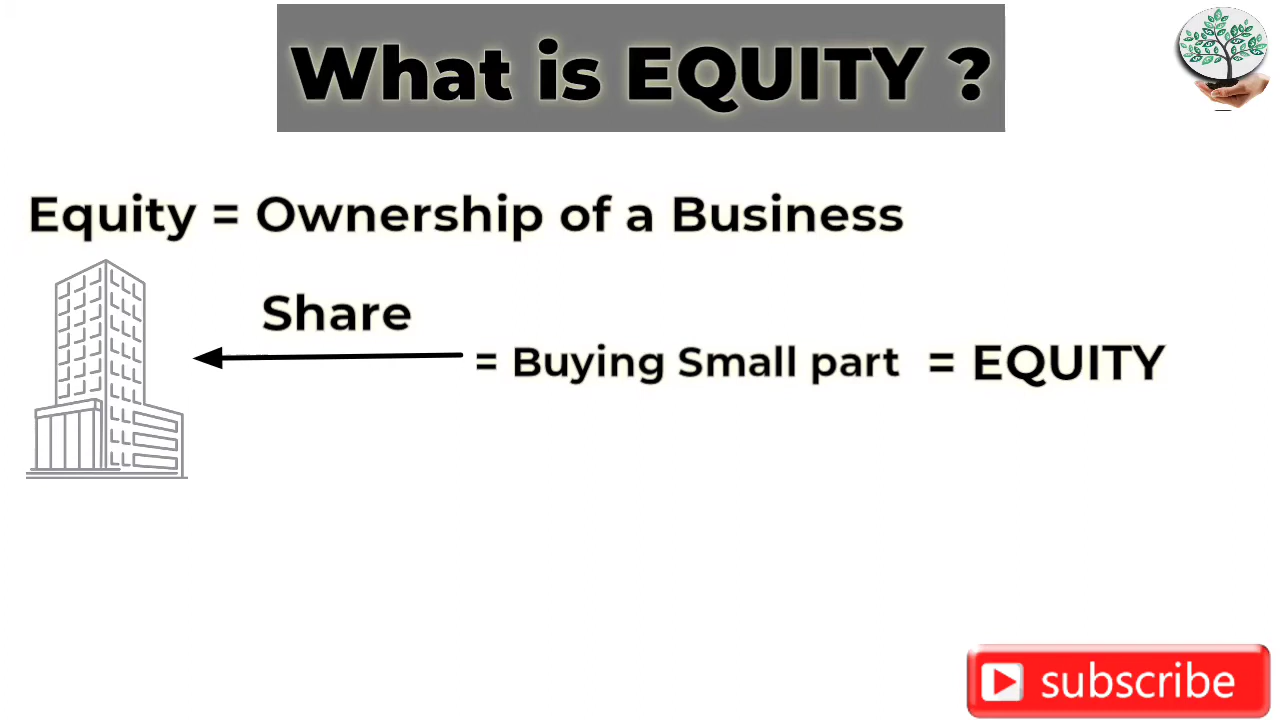 What is EQUITY ?
Equity = Ownership of a Business
Share
= Buying Small part = EQUITY
subscribe